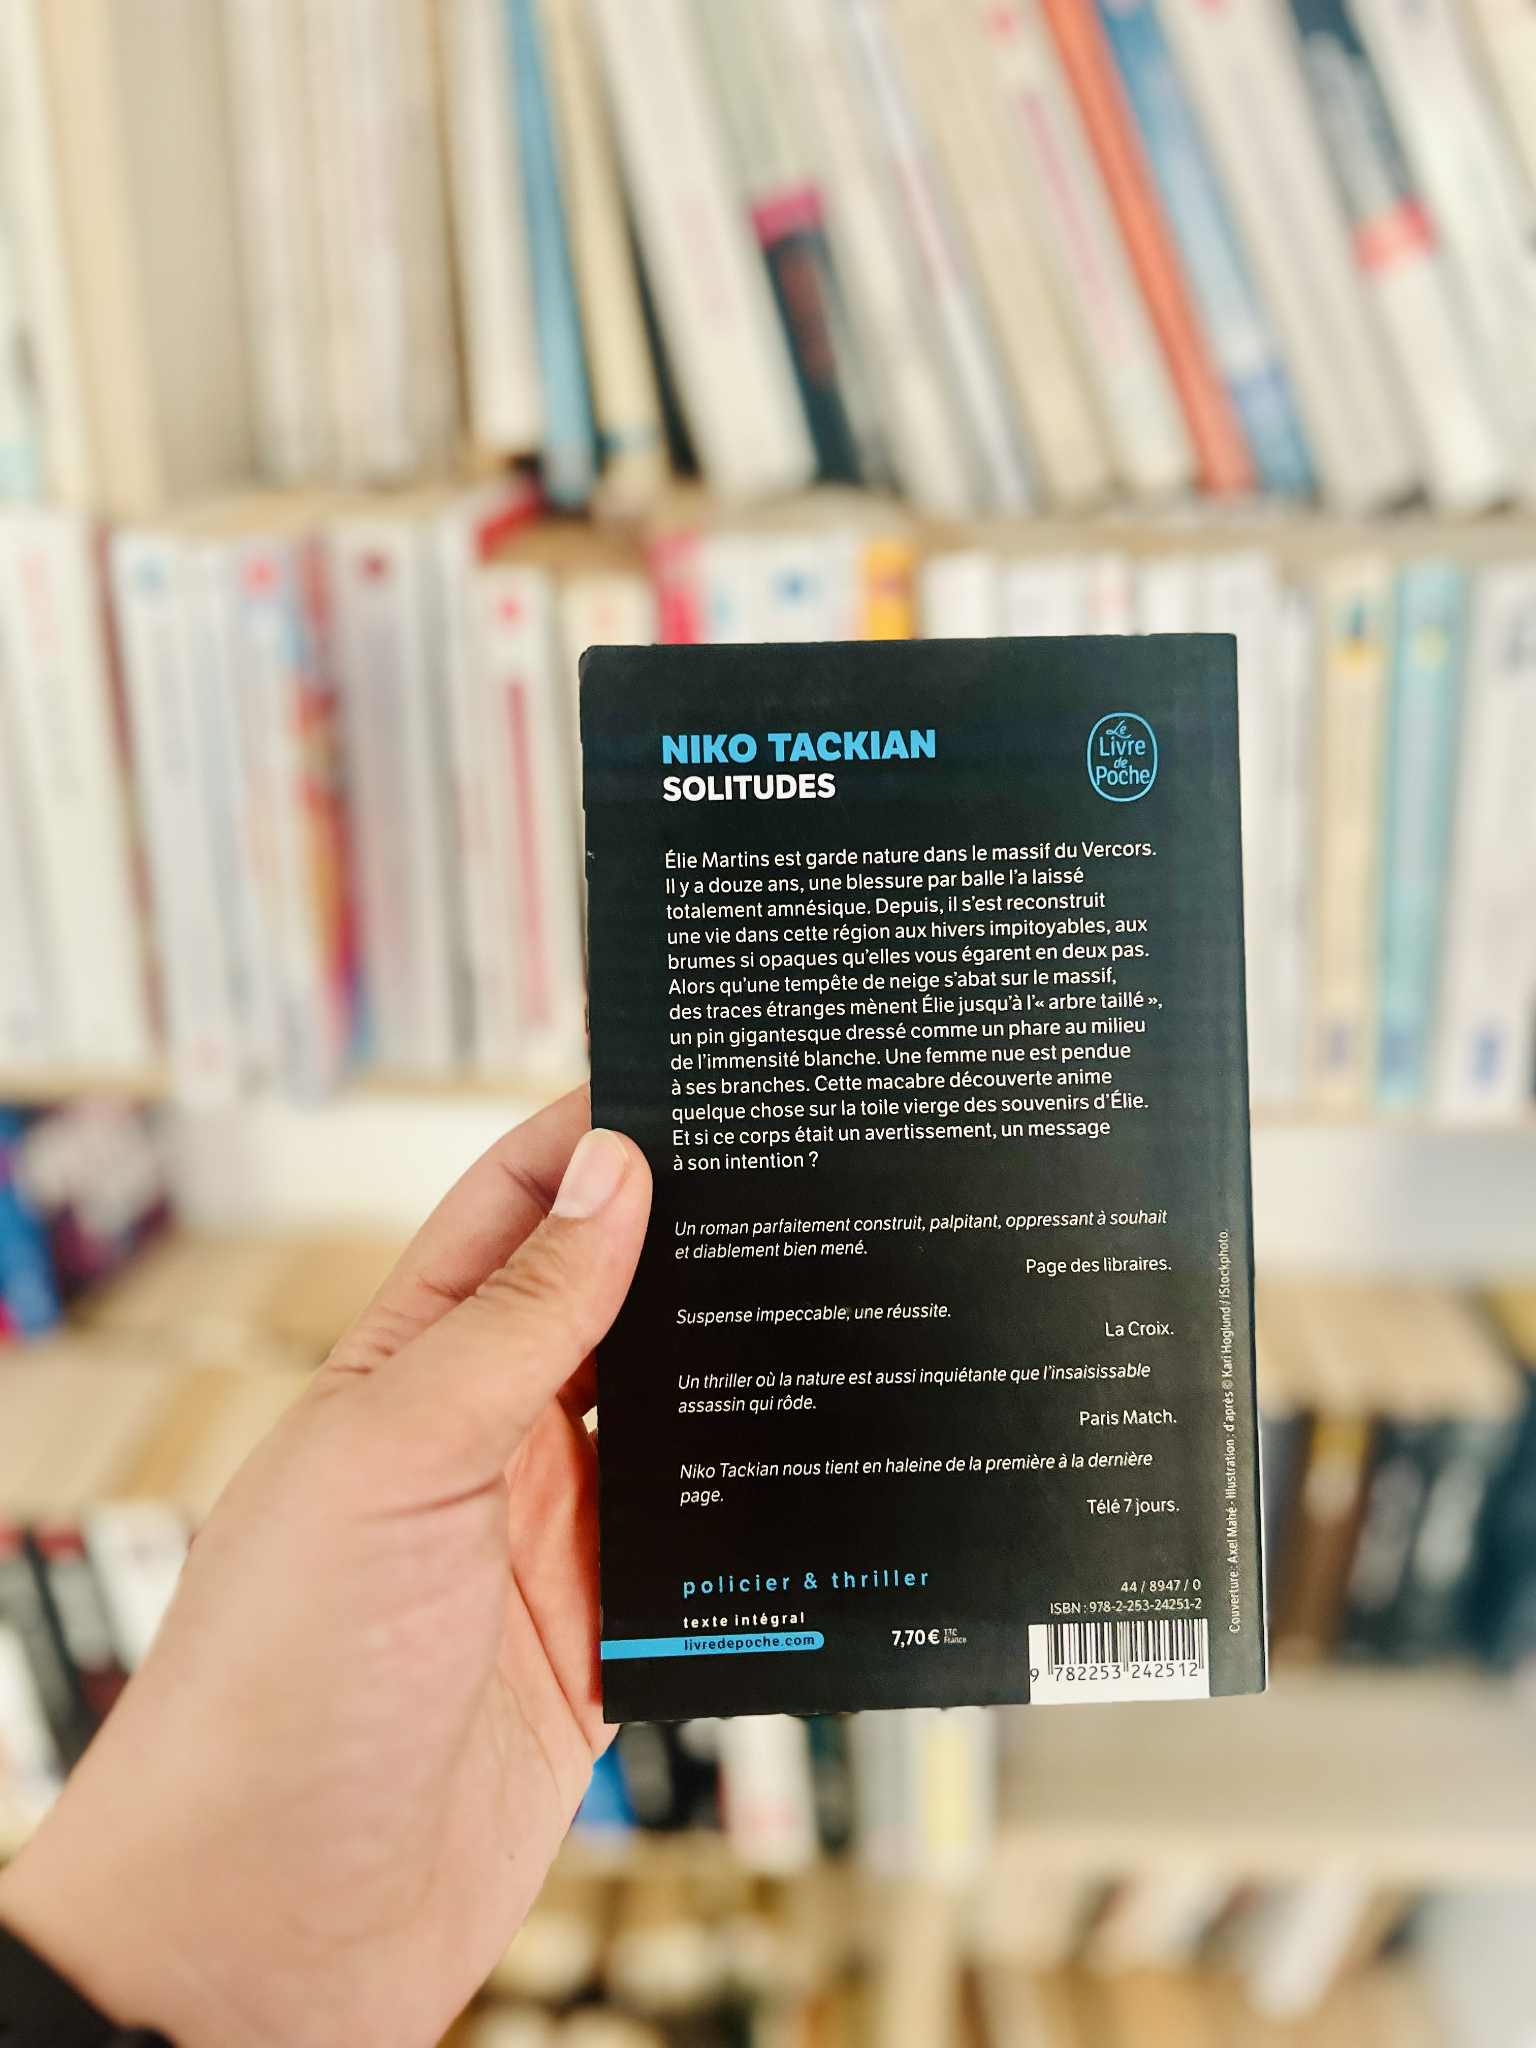 NIKO TACKIAN
SOLITUDES
Le
Livre
de
Poche
Élie Martins est garde nature dans le massif du Vercors.
Il y a douze ans, une blessure par balle l’a laissé
totalement amnésique. Depuis, il s’est reconstruit
une vie dans cette région aux hivers impitoyables, aux
brumes si opaques qu’elles vous égarent en deux pas.
Alors qu’une tempête de neige s’abat sur le massif,
des traces étranges mènent Élie jusqu’à l’« arbre taillé »,
un pin gigantesque dressé comme un phare au milieu
de l’immensité blanche. Une femme nue est pendue
à ses branches. Cette macabre découverte anime
quelque chose sur la toile vierge des souvenirs d’Élie.
Et si ce corps était un avertissement, un message
à son intention ?
Un roman parfaitement construit, palpitant, oppressant à souhait
et diablement bien mené.
Page des libraires.
Suspense impeccable, une réussite.
La Croix.
Un thriller où la nature est aussi inquiétante que l’insaisissable
assassin qui rôde.
Paris Match.
Niko Tackian nous tient en haleine de la première à la dernière
page.
Télé 7 jours.
policier & thriller
texte intégral
livredepoche.com
7,70 € TTC
France
44 / 8947 / 0
ISBN : 978-2-253-24251-2
9 782253 242512
Couverture : Axel Mahé - Illustration : d’après © Kari Hoglund / iStockphoto.